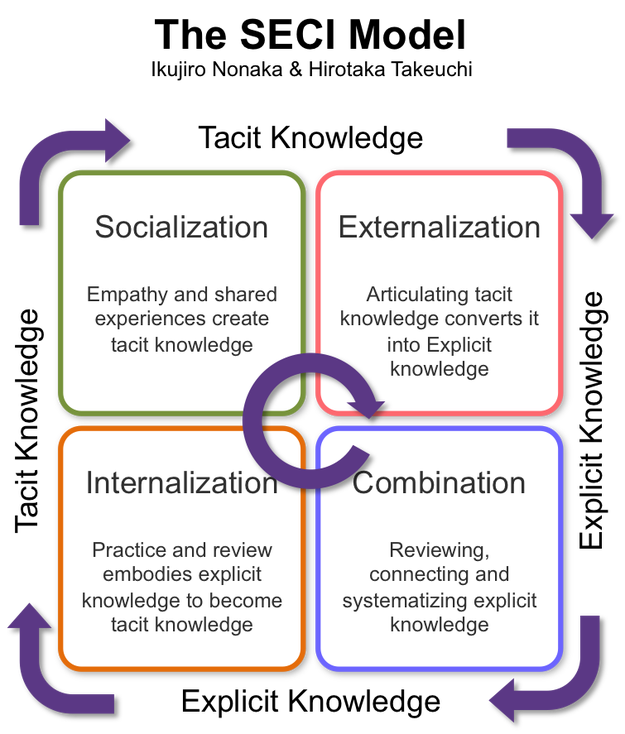 The SECI Model
Ikujiro Nonaka & Hirotaka Takeuchi
Tacit Knowledge
Socialization
Empathy and shared
experiences create
tacit knowledge
Externalization
Articulating tacit
knowledge converts it
into Explicit
knowledge
Tacit Knowledge
Explicit Knowledge
Internalization
Practice and review
embodies explicit
knowledge to become
tacit knowledge
Combination
Reviewing,
connecting and
systematizing explicit
knowledge
Explicit Knowledge